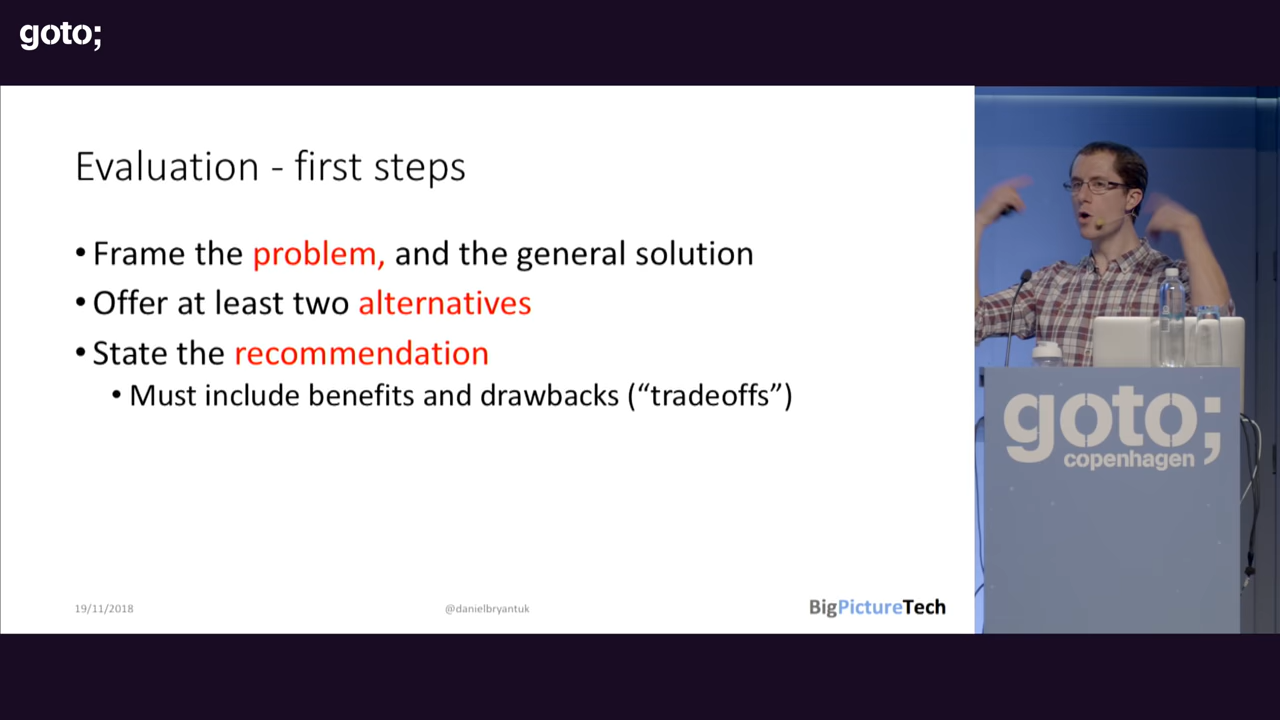 goto;
Evaluation - first steps
• Frame the problem, and the general solution
• Offer at least two alternatives
• State the recommendation
• Must include benefits and drawbacks (“tradeoffs”)
19/11/2018
@danielbryantuk
BigPictureTech
goto;
copenhagen